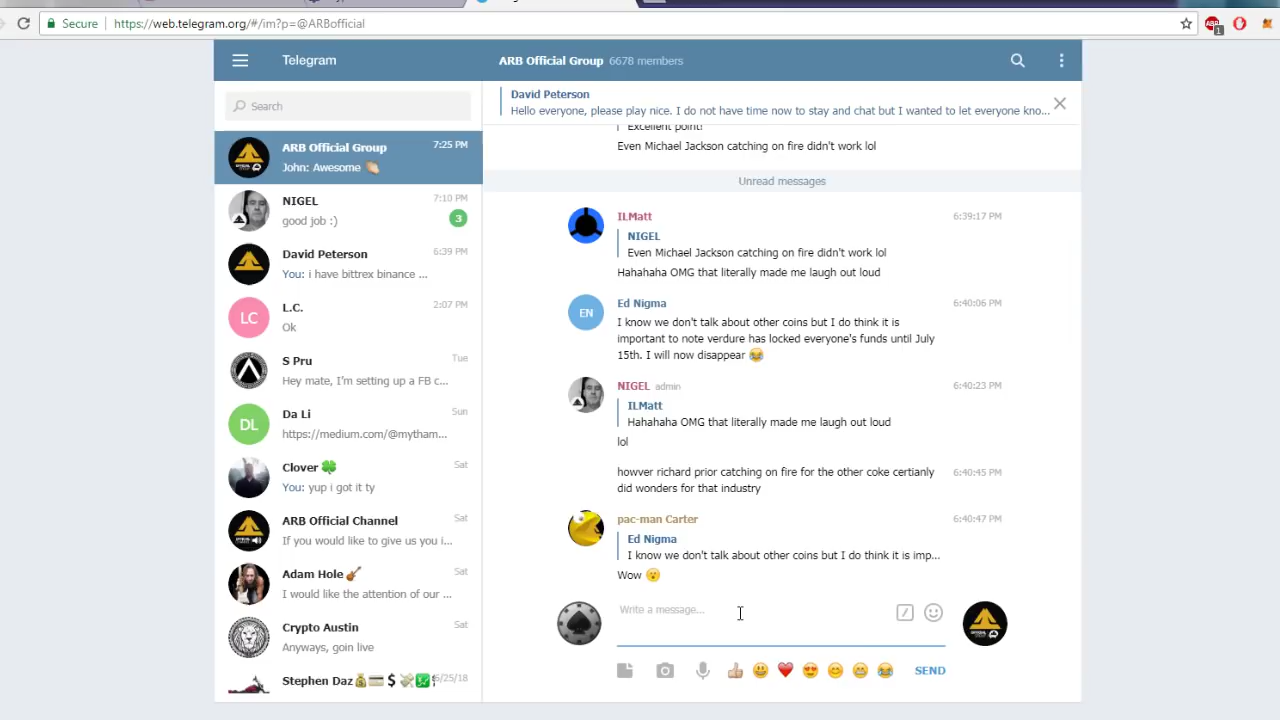 Secure https://web.telegram.org/#/im?p=@ARBofficial
ABP
1
Telegram
ARB Official Group 6678 members
Search
ARB Official Group 7:25 PM
John: Awesome 👏
NIGEL 7:10 PM
good job :) 3
David Peterson 6:39 PM
You: i have bittrex binance ...
LC
L.C. 2:07 PM
Ok
S Pru Tue
Hey mate, I'm setting up a FB c...
DL
Da Li Sun
https://medium.com/@mytham...
Clover 🍀 Sat
You: yup i got it ty
ARB Official Channel Sat
If you would like to give us you i...
Adam Hole 🎸 Sat
I would like the attention of our ...
Crypto Austin Sat
Anyways, goin live
Stephen Daz💰💳💲💸💹 6/25/18
David Peterson
Hello everyone, please play nice. I do not have time now to stay and chat but I wanted to let everyone kno...
Excellent point!
Even Michael Jackson catching on fire didn't work lol
Unread messages
ILMatt 6:39:17 PM
NIGEL
Even Michael Jackson catching on fire didn't work lol
Hahahaha OMG that literally made me laugh out loud
EN
Ed Nigma 6:40:06 PM
I know we don't talk about other coins but I do think it is
important to note verdure has locked everyone's funds until July
15th. I will now disappear 😂
NIGEL admin 6:40:23 PM
ILMatt
Hahahaha OMG that literally made me laugh out loud
lol
howver richard prior catching on fire for the other coke certianly 6:40:45 PM
did wonders for that industry
pac-man Carter 6:40:47 PM
Ed Nigma
I know we don't talk about other coins but I do think it is imp...
Wow 😮
Write a message...
SEND